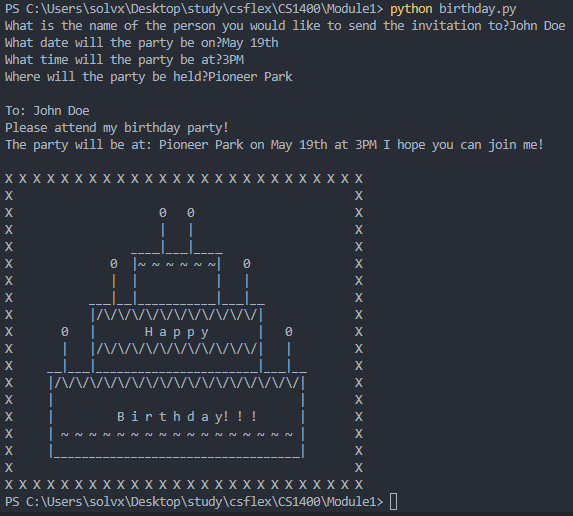 PS C:\Users\solvx\Desktop\study\csflex\CS1400\Module1> python birthday.py
What is the name of the person you would like to send the invitation to?John Doe
What date will the party be on?May 19th
What time will the party be at?3PM
Where will the party be held?Pioneer Park

To: John Doe
Please attend my birthday party!
The party will be at: Pioneer Park on May 19th at 3PM I hope you can join me!

X X X X X X X X X X X X X X X X X X X X X X X X X X
X                                                 X
X                     0   0                       X
X                     |   |                       X
X                 ____|___|____                   X
X              0  |~ ~ ~ ~ ~ ~|   0               X
X              |  |           |   |               X
X           ___|__|___________|___|__             X
X           |/\/\/\/\/\/\/\/\/\/\/\/|             X
X       0   |       H a p p y       |   0         X
X       |   |/\/\/\/\/\/\/\/\/\/\/\/|   |         X
X     __|___|_______________________|___|__       X
X     |/\/\/\/\/\/\/\/\/\/\/\/\/\/\/\/\/\/|       X
X     |                                   |       X
X     |         B i r t h d a y! ! !      |       X
X     | ~ ~ ~ ~ ~ ~ ~ ~ ~ ~ ~ ~ ~ ~ ~ ~ ~ |       X
X     |___________________________________|       X
X                                                 X
X X X X X X X X X X X X X X X X X X X X X X X X X X
PS C:\Users\solvx\Desktop\study\csflex\CS1400\Module1>